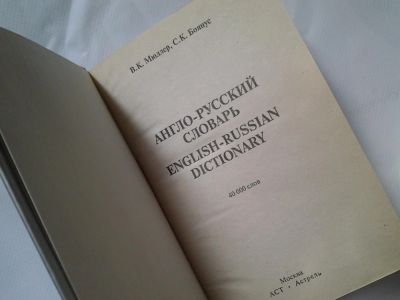 В.К. Мюллер, С.К. Боянус
АНГЛО-РУССКИЙ
СЛОВАРЬ
ENGLISH-RUSSIAN
DICTIONARY
40 000 слов
Москва
АСТ • Астрель